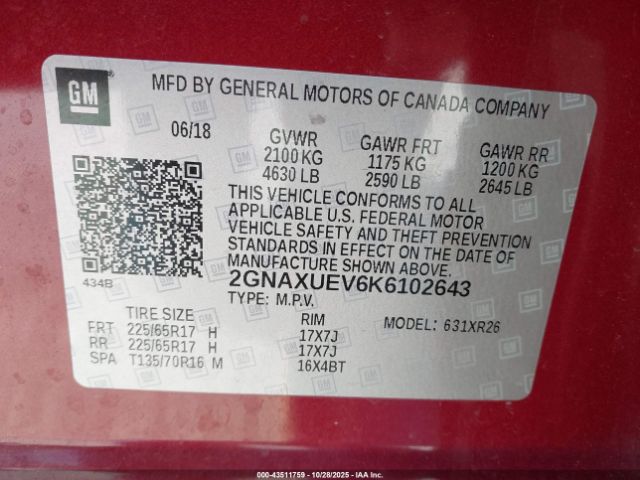 GM
MFD BY GENERAL MOTORS OF CANADA COMPANY
06/18
GVWR GAWR FRT GAWR RR
2100 KG 1175 KG 1200 KG
4630 LB 2590 LB 2645 LB
THIS VEHICLE CONFORMS TO ALL
APPLICABLE U.S. FEDERAL MOTOR
VEHICLE SAFETY AND THEFT PREVENTION
STANDARDS IN EFFECT ON THE DATE OF
MANUFACTURE SHOWN ABOVE.
434B
2GNAXUEV6K6102643
TYPE: M.P.V.
TIRE SIZE RIM MODEL: 631XR26
FRT 225/65R17 H 17X7J
RR 225/65R17 H 17X7J
SPA T135/70R16 M 16X4BT
000-43511759 | 10/28/2025 | IAA Inc.